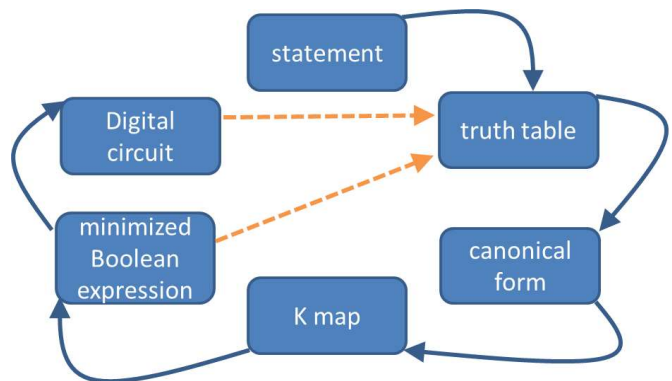 statement
Digital
circuit
truth table
minimized
Boolean
expression
canonical
form
K map